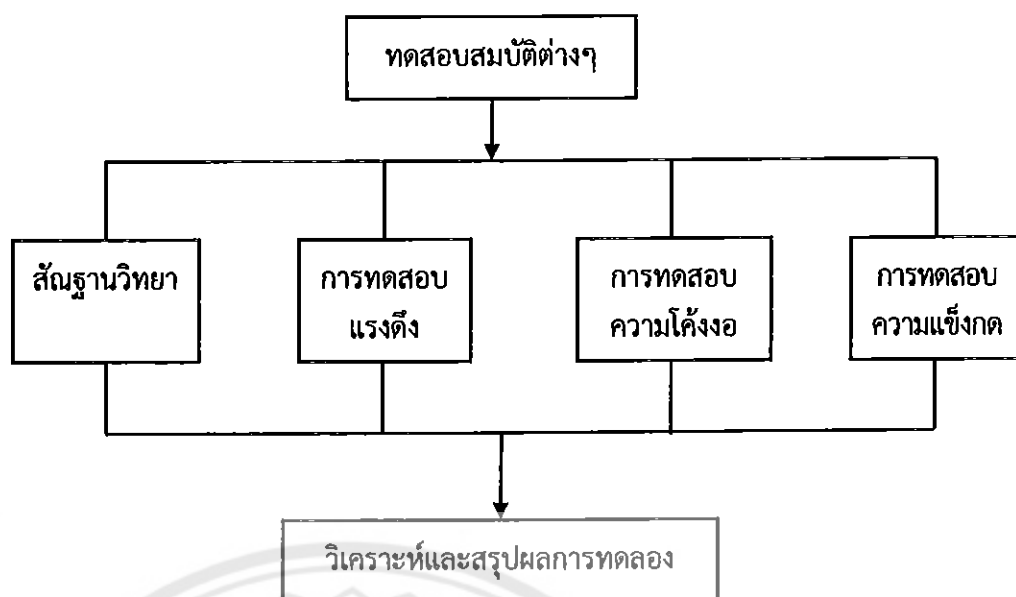 ทดสอบสมบัติต่างๆ
สัณฐานวิทยา
การทดสอบ
แรงดึง
การทดสอบ
ความโค้งงอ
การทดสอบ
ความแข็งกด
วิเคราะห์และสรุปผลการทดลอง